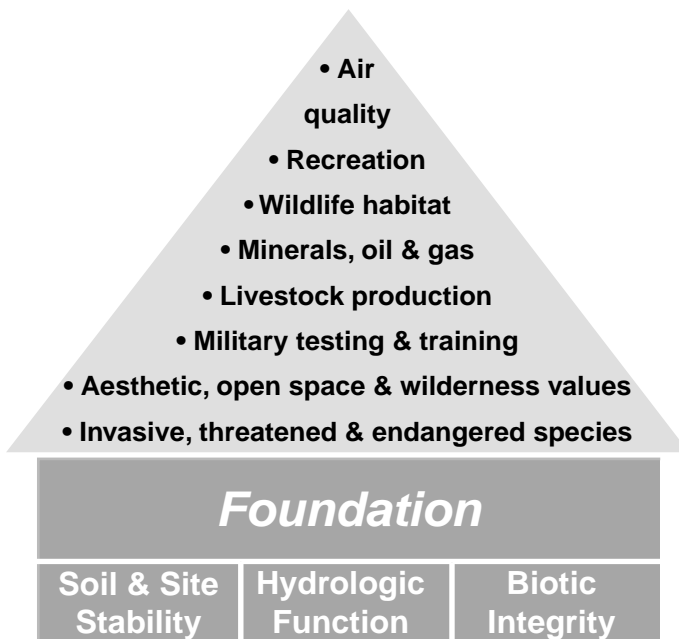 • Air
quality
• Recreation
• Wildlife habitat
• Minerals, oil & gas
• Livestock production
• Military testing & training
• Aesthetic, open space & wilderness values
• Invasive, threatened & endangered species
Foundation
Soil & Site
Stability
Hydrologic
Function
Biotic
Integrity